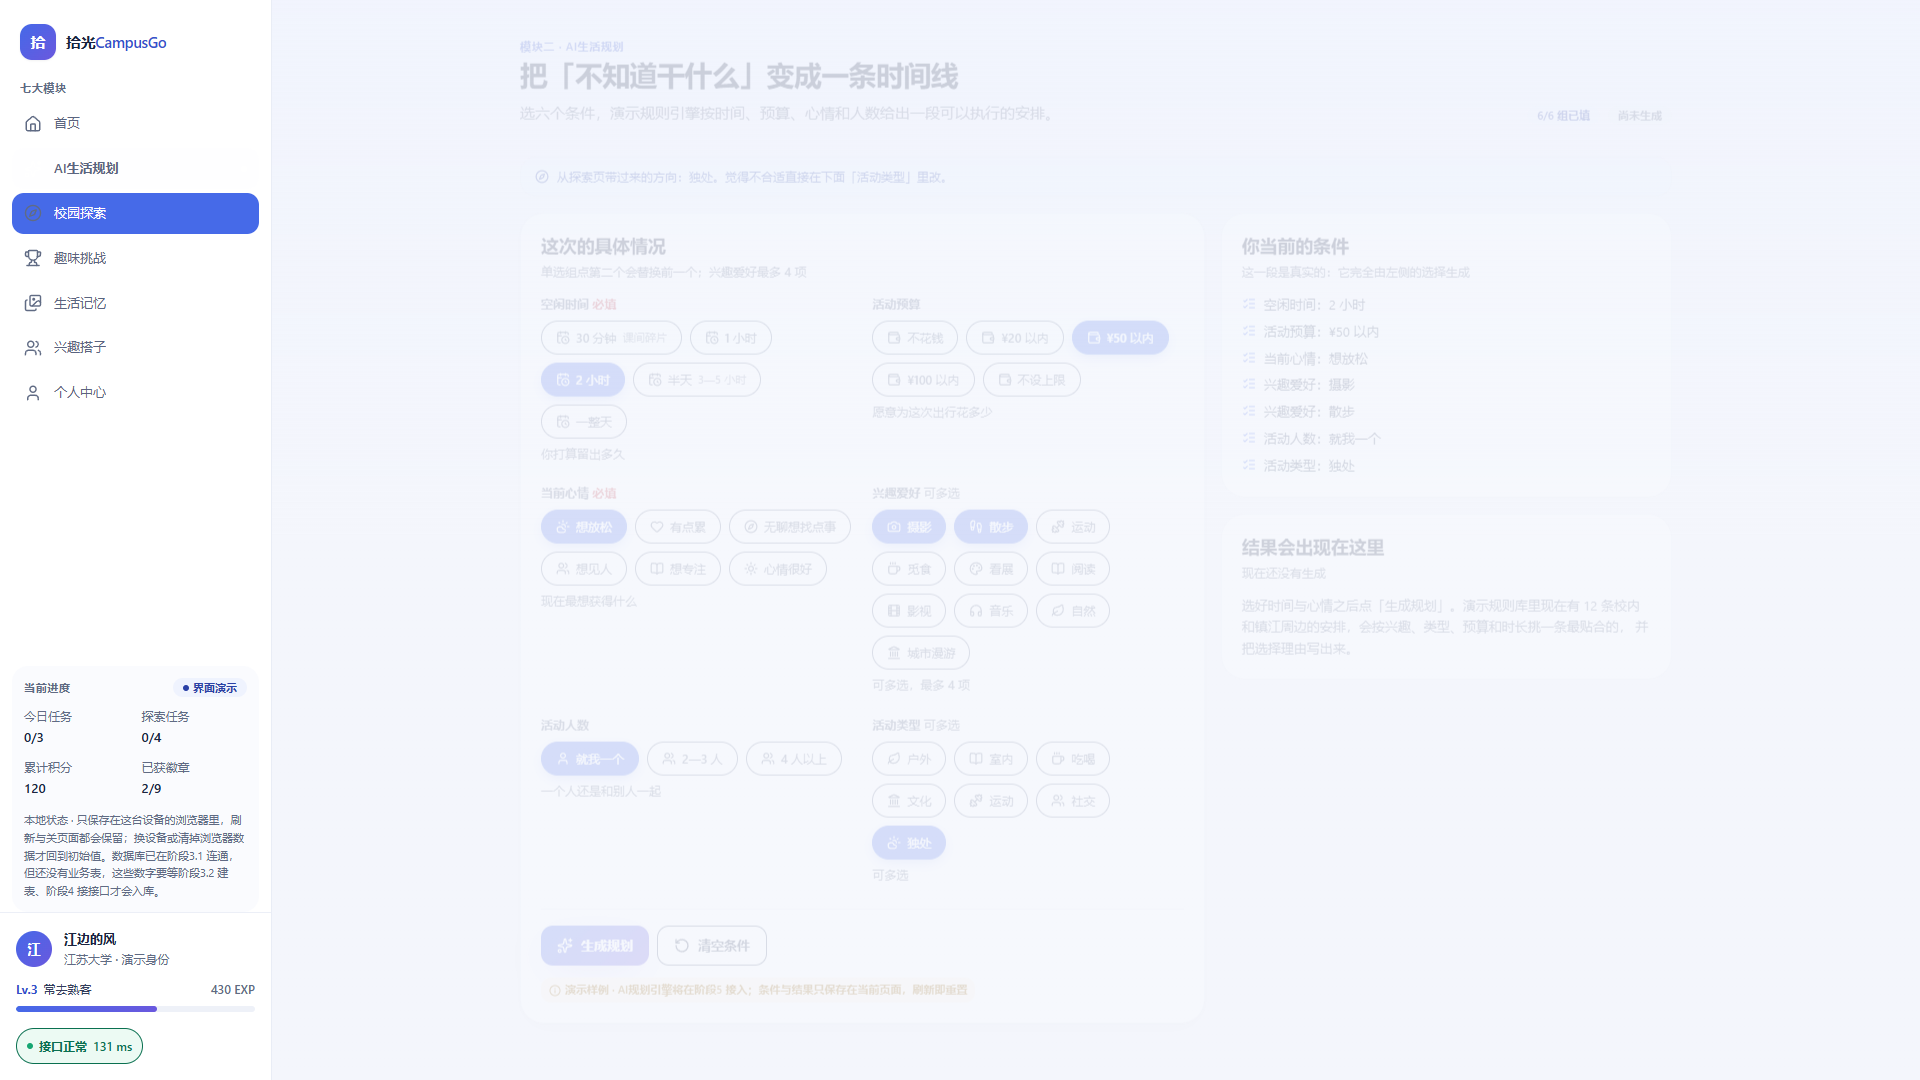 拾 拾光CampusGo
七大模块
首页
AI生活规划
校园探索
趣味挑战
生活记忆
兴趣搭子
个人中心
当前进度 界面演示
今日任务 探索任务
0/3 0/4
累计积分 已获徽章
120 2/9
本地状态 · 只保存在这台设备的浏览器里，刷
新与关页面都会保留；换设备或清掉浏览器数
据才回到初始值。数据库已在阶段3.1 连通，
但还没有业务表，这些数字要等阶段3.2 建
表、阶段4 接接口才会入库。
江 江边的风
江苏大学 · 演示身份
Lv.3 常去熟客 430 EXP
接口正常 131 ms
模块二 · AI生活规划
把「不知道干什么」变成一条时间线
选六个条件，演示规则引擎按时间、预算、心情和人数给出一段可以执行的安排。
6/6 组已填 尚未生成
从探索页带过来的方向：独处。觉得不合适直接在下面「活动类型」里改。
这次的具体情况
单选组点第二个会替换前一个；兴趣爱好最多 4 项
空闲时间 必填
30 分钟 课间碎片 1 小时
2 小时 半天 3—5 小时
一整天
你打算留出多久
活动预算
不花钱 ¥20 以内 ¥50 以内
¥100 以内 不设上限
愿意为这次出行花多少
当前心情 必填
想放松 有点累 无聊想找点事
想见人 想专注 心情很好
现在最想获得什么
兴趣爱好 可多选
摄影 散步 运动
觅食 看展 阅读
影视 音乐 自然
城市漫游
可多选，最多 4 项
活动人数
就我一个 2—3 人 4 人以上
一个人还是和别人一起
活动类型 可多选
户外 室内 吃喝
文化 运动 社交
独处
可多选
生成规划 清空条件
演示样例 · AI规划引擎将在阶段5 接入；条件与结果只保存在当前页面，刷新即重置
你当前的条件
这一段是真实的：它完全由左侧的选择生成
空闲时间：2 小时
活动预算：¥50 以内
当前心情：想放松
兴趣爱好：摄影
兴趣爱好：散步
活动人数：就我一个
活动类型：独处
结果会出现在这里
现在还没有生成
选好时间与心情之后点「生成规划」。演示规则库里现在有 12 条校内
和镇江周边的安排，会按兴趣、类型、预算和时长挑一条最贴合的， 并
把选择理由写出来。